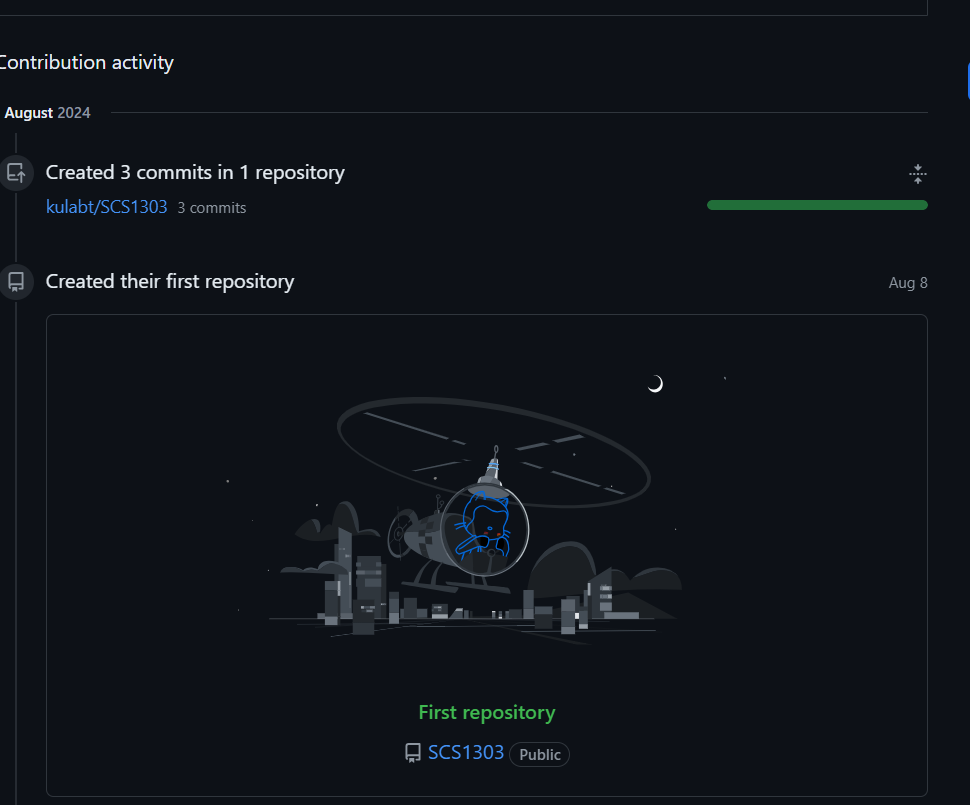 Contribution activity
August 2024
Created 3 commits in 1 repository
kulabt/SCS1303 3 commits
Created their first repository
Aug 8
First repository
SCS1303 Public